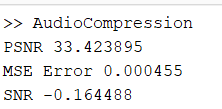 >> AudioCompression
PSNR 33.423895
MSE Error 0.000455
SNR -0.164488